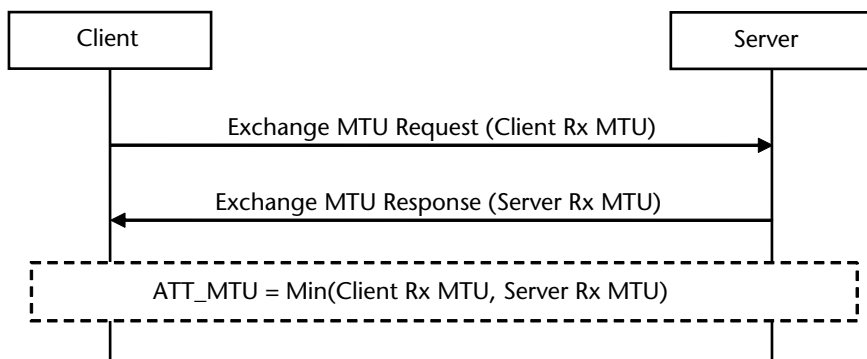 Client
Server
Exchange MTU Request (Client Rx MTU)
Exchange MTU Response (Server Rx MTU)
ATT_MTU = Min(Client Rx MTU, Server Rx MTU)